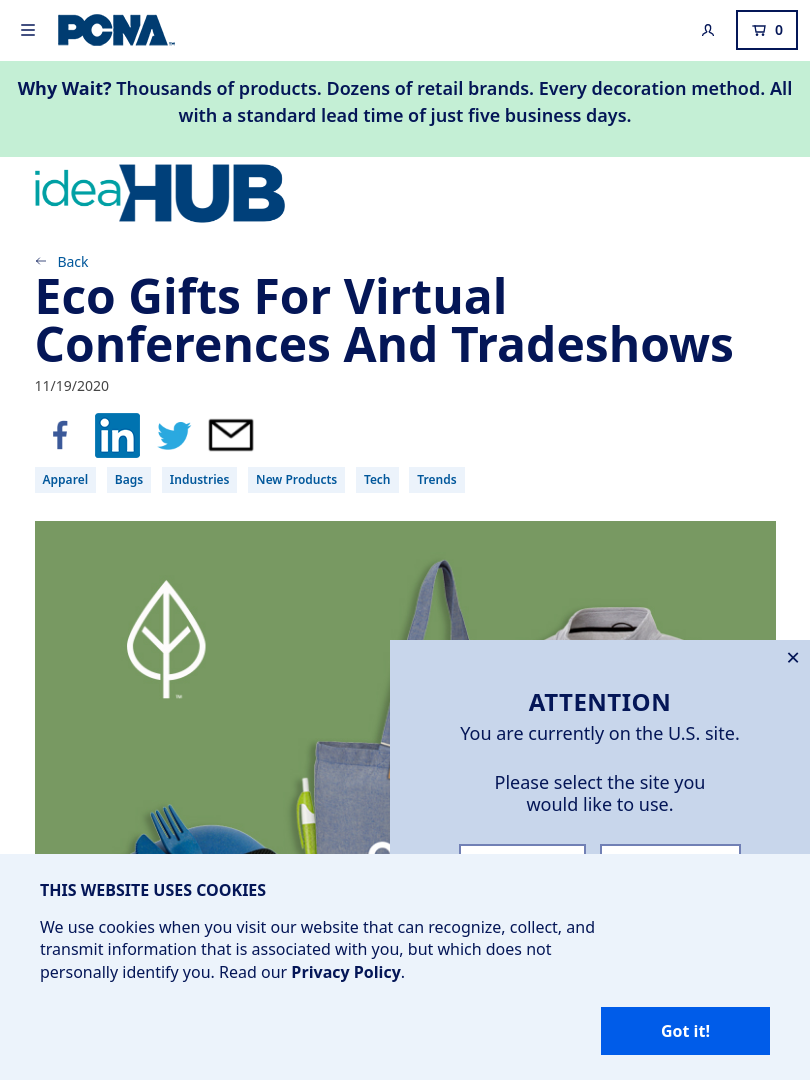 PCNA
0
Why Wait? Thousands of products. Dozens of retail brands. Every decoration method. All
with a standard lead time of just five business days.
ideaHUB
Back
Eco Gifts For Virtual
Conferences And Tradeshows
11/19/2020
f
in
Apparel Bags Industries New Products Tech Trends
ATTENTION
You are currently on the U.S. site.
Please select the site you
would like to use.
THIS WEBSITE USES COOKIES
We use cookies when you visit our website that can recognize, collect, and
transmit information that is associated with you, but which does not
personally identify you. Read our Privacy Policy.
Got it!